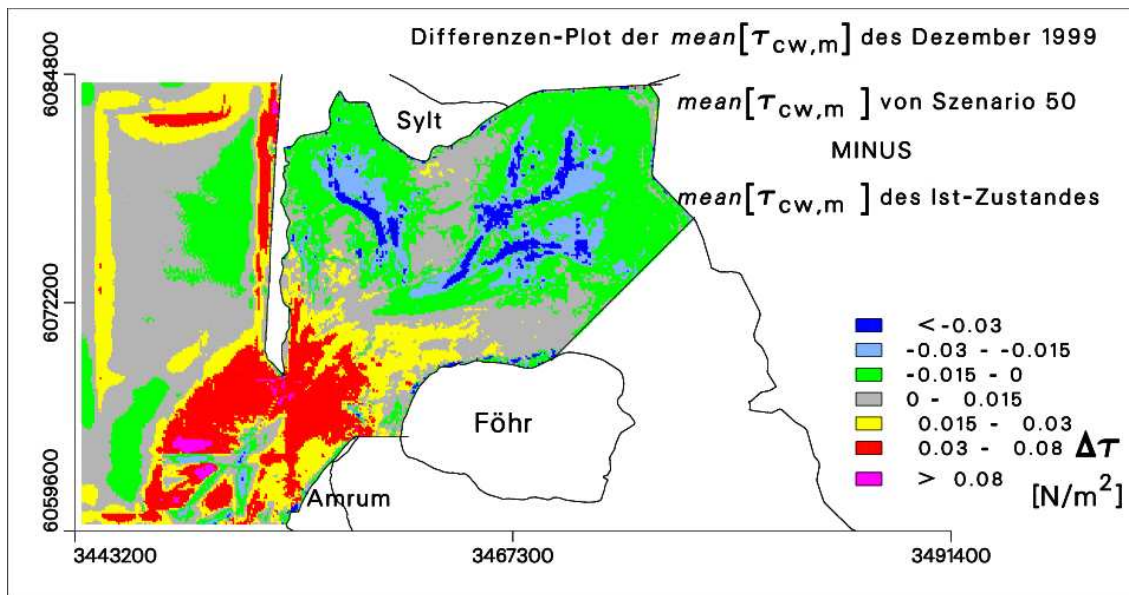 Differenzen-Plot der mean[τcw,m] des Dezember 1999
mean[τcw,m ] von Szenario 50
MINUS
mean[τcw,m ] des Ist-Zustandes
Sylt
Föhr
Amrum
6084800
6072200
6059600
3443200
3467300
3491400
< -0.03
-0.03 - -0.015
-0.015 - 0
0 - 0.015
0.015 - 0.03
0.03 - 0.08 Δτ
> 0.08
[N/m²]